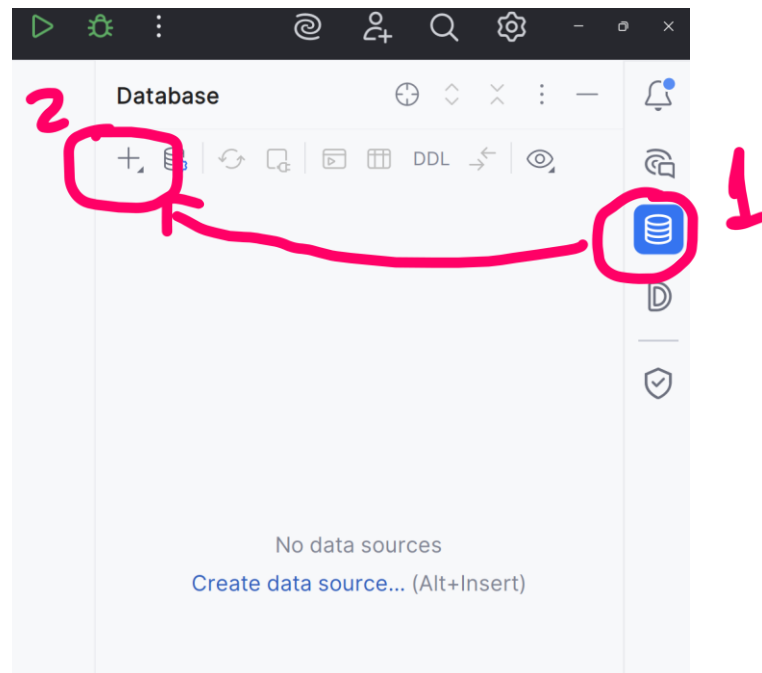 2
Database
DDL
1
No data sources
Create data source... (Alt+Insert)